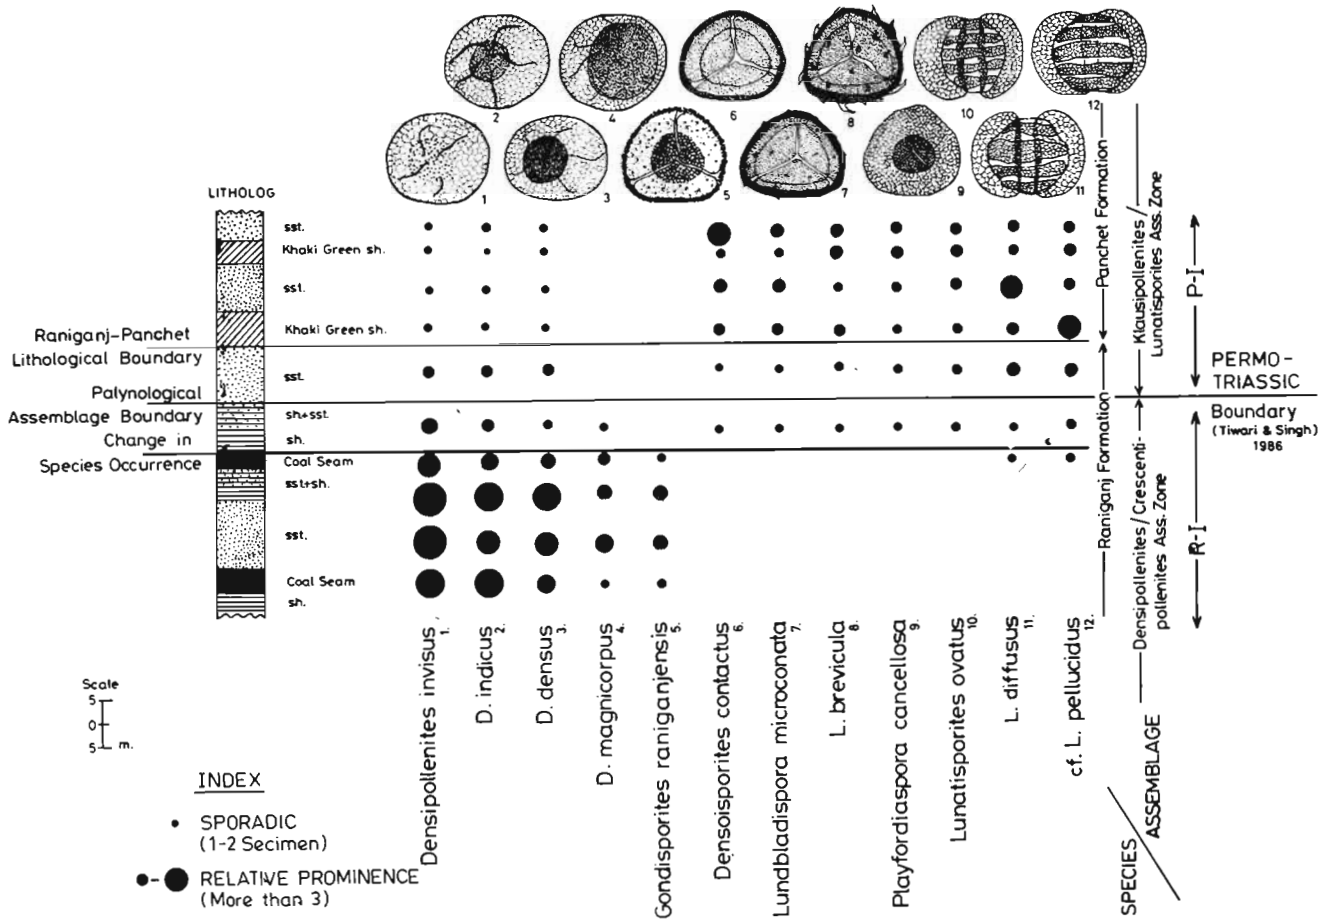 2
4
6
8
10
12
1
3
5
7
9
11
LITHOLOG
sst.
Khaki Green sh.
sst.
Khaki Green sh.
sst.
sh+sst.
sh.
Coal Seam
sst+sh.
sst.
Coal Seam
sh.
Raniganj-Panchet
Lithological Boundary
Palynological
Assemblage Boundary
Change in
Species Occurrence
Panchet Formation
Raniganj Formation
Klausipollenites/
Lunatisporites Ass. Zone
Densipollenites/Crescenti-
pollenites Ass. Zone
P-I
R-I
PERMO-
TRIASSIC
Boundary
(Tiwari & Singh)
1986
Densipollenites invisus 1.
D. indicus 2.
D. densus 3.
D. magnicorpus 4.
Gondisporites raniganjensis 5.
Densoisporites contactus 6.
Lundbladispora microconata 7.
L. brevicula 8.
Playfordiaspora cancellosa 9.
Lunatisporites ovatus 10.
L. diffusus 11.
cf. L. pellucidus 12.
SPECIES
ASSEMBLAGE
Scale
5
0
5 m.
INDEX
SPORADIC
(1-2 Secimen)
RELATIVE PROMINENCE
(More than 3)